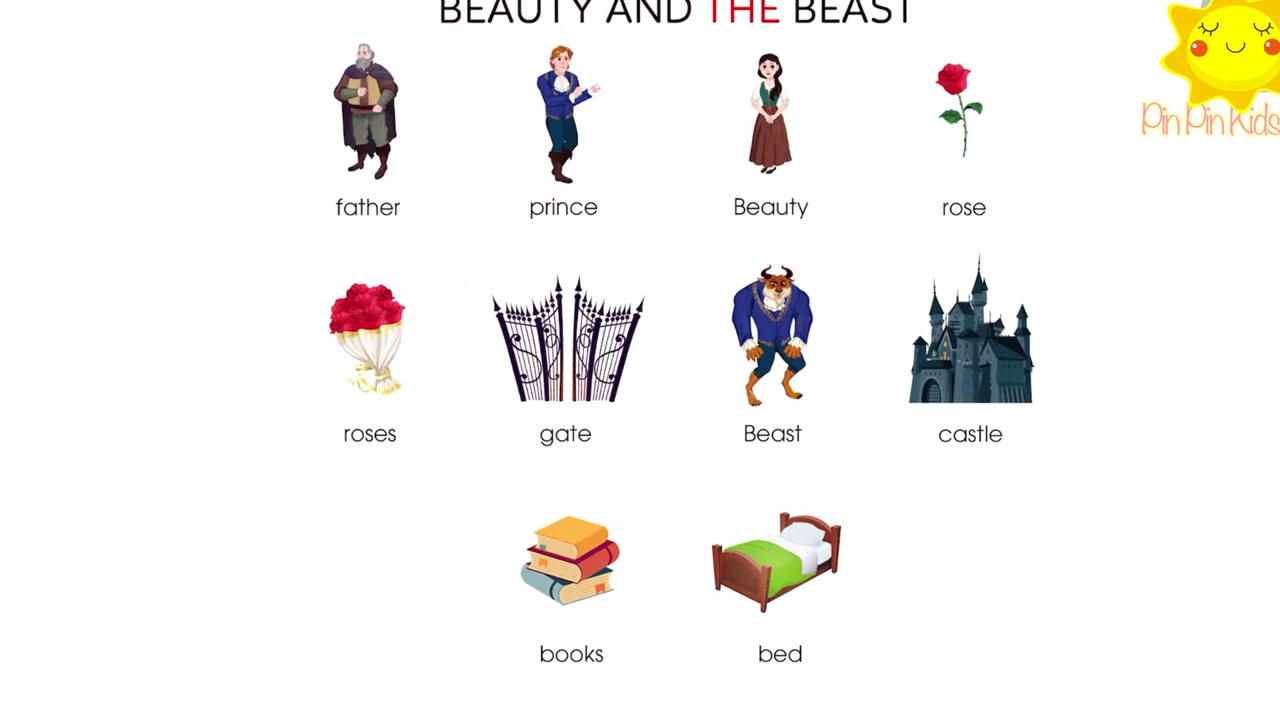 BEAUTY AND THE BEAST
Pin Pin Kids
father prince Beauty rose
roses gate Beast castle
books bed